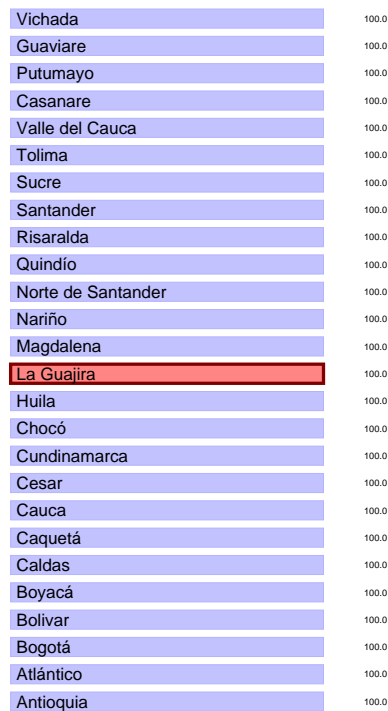 Vichada 100.0
Guaviare 100.0
Putumayo 100.0
Casanare 100.0
Valle del Cauca 100.0
Tolima 100.0
Sucre 100.0
Santander 100.0
Risaralda 100.0
Quindío 100.0
Norte de Santander 100.0
Nariño 100.0
Magdalena 100.0
La Guajira 100.0
Huila 100.0
Chocó 100.0
Cundinamarca 100.0
Cesar 100.0
Cauca 100.0
Caquetá 100.0
Caldas 100.0
Boyacá 100.0
Bolivar 100.0
Bogotá 100.0
Atlántico 100.0
Antioquia 100.0